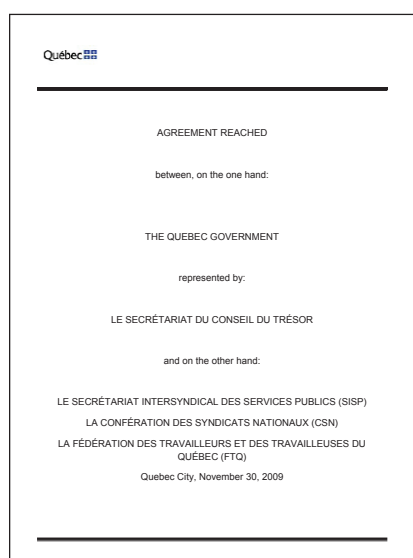 Québec
AGREEMENT REACHED
between, on the one hand:
THE QUEBEC GOVERNMENT
represented by:
LE SECRÉTARIAT DU CONSEIL DU TRÉSOR
and on the other hand:
LE SECRÉTARIAT INTERSYNDICAL DES SERVICES PUBLICS (SISP)
LA CONFÉRATION DES SYNDICATS NATIONAUX (CSN)
LA FÉDÉRATION DES TRAVAILLEURS ET DES TRAVAILLEUSES DU
QUÉBEC (FTQ)
Quebec City, November 30, 2009